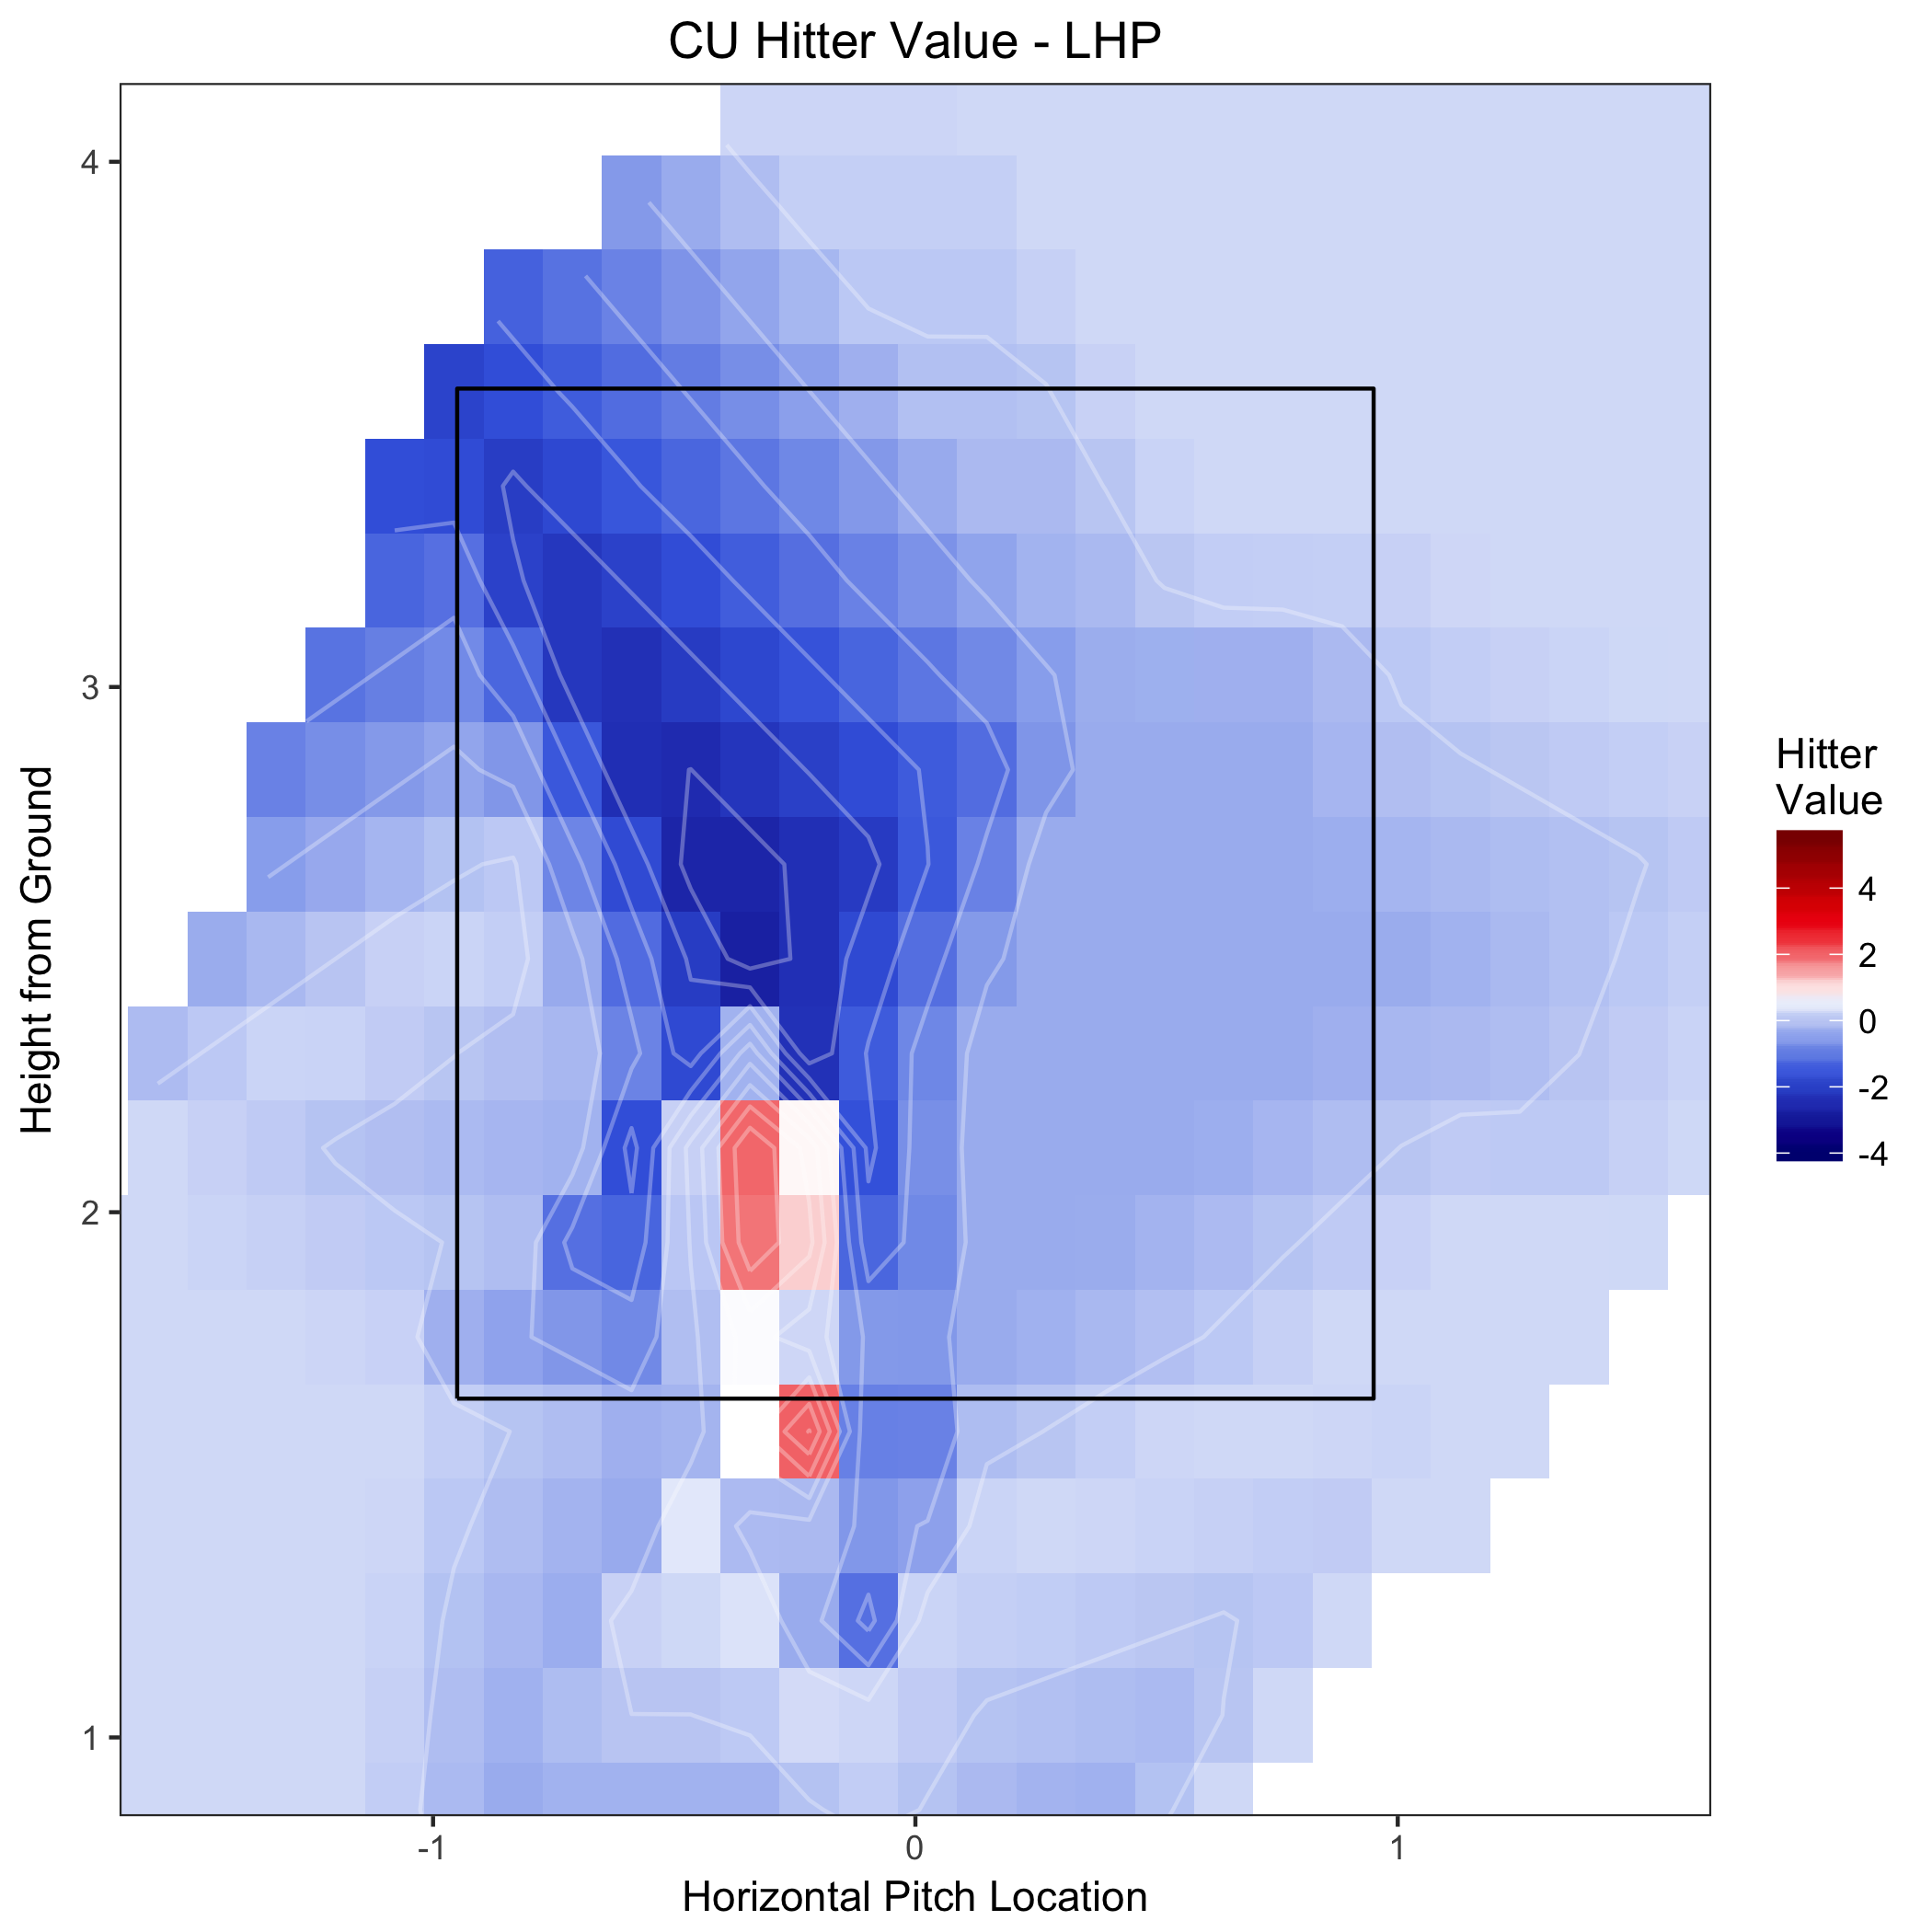 CU Hitter Value - LHP
4
3
2
1
Height from Ground
-1
0
1
Horizontal Pitch Location
Hitter
Value
4
2
0
-2
-4